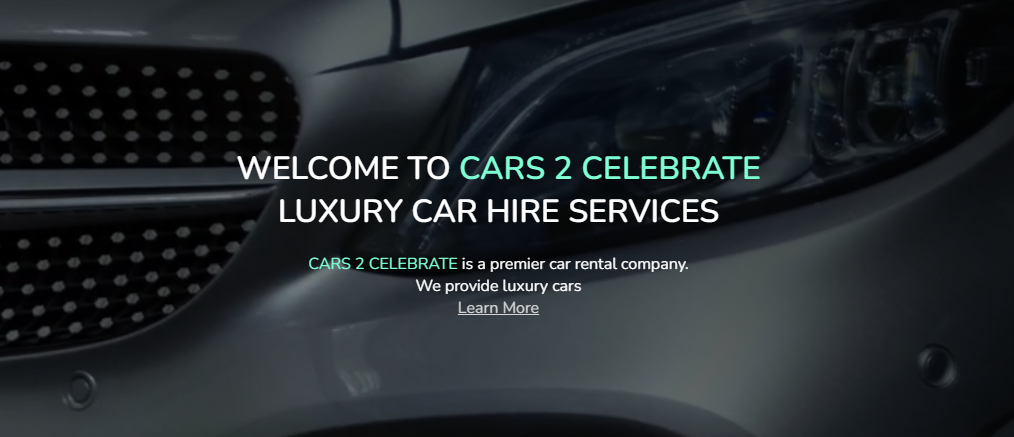 WELCOME TO CARS 2 CELEBRATE
LUXURY CAR HIRE SERVICES
CARS 2 CELEBRATE is a premier car rental company.
We provide luxury cars
Learn More